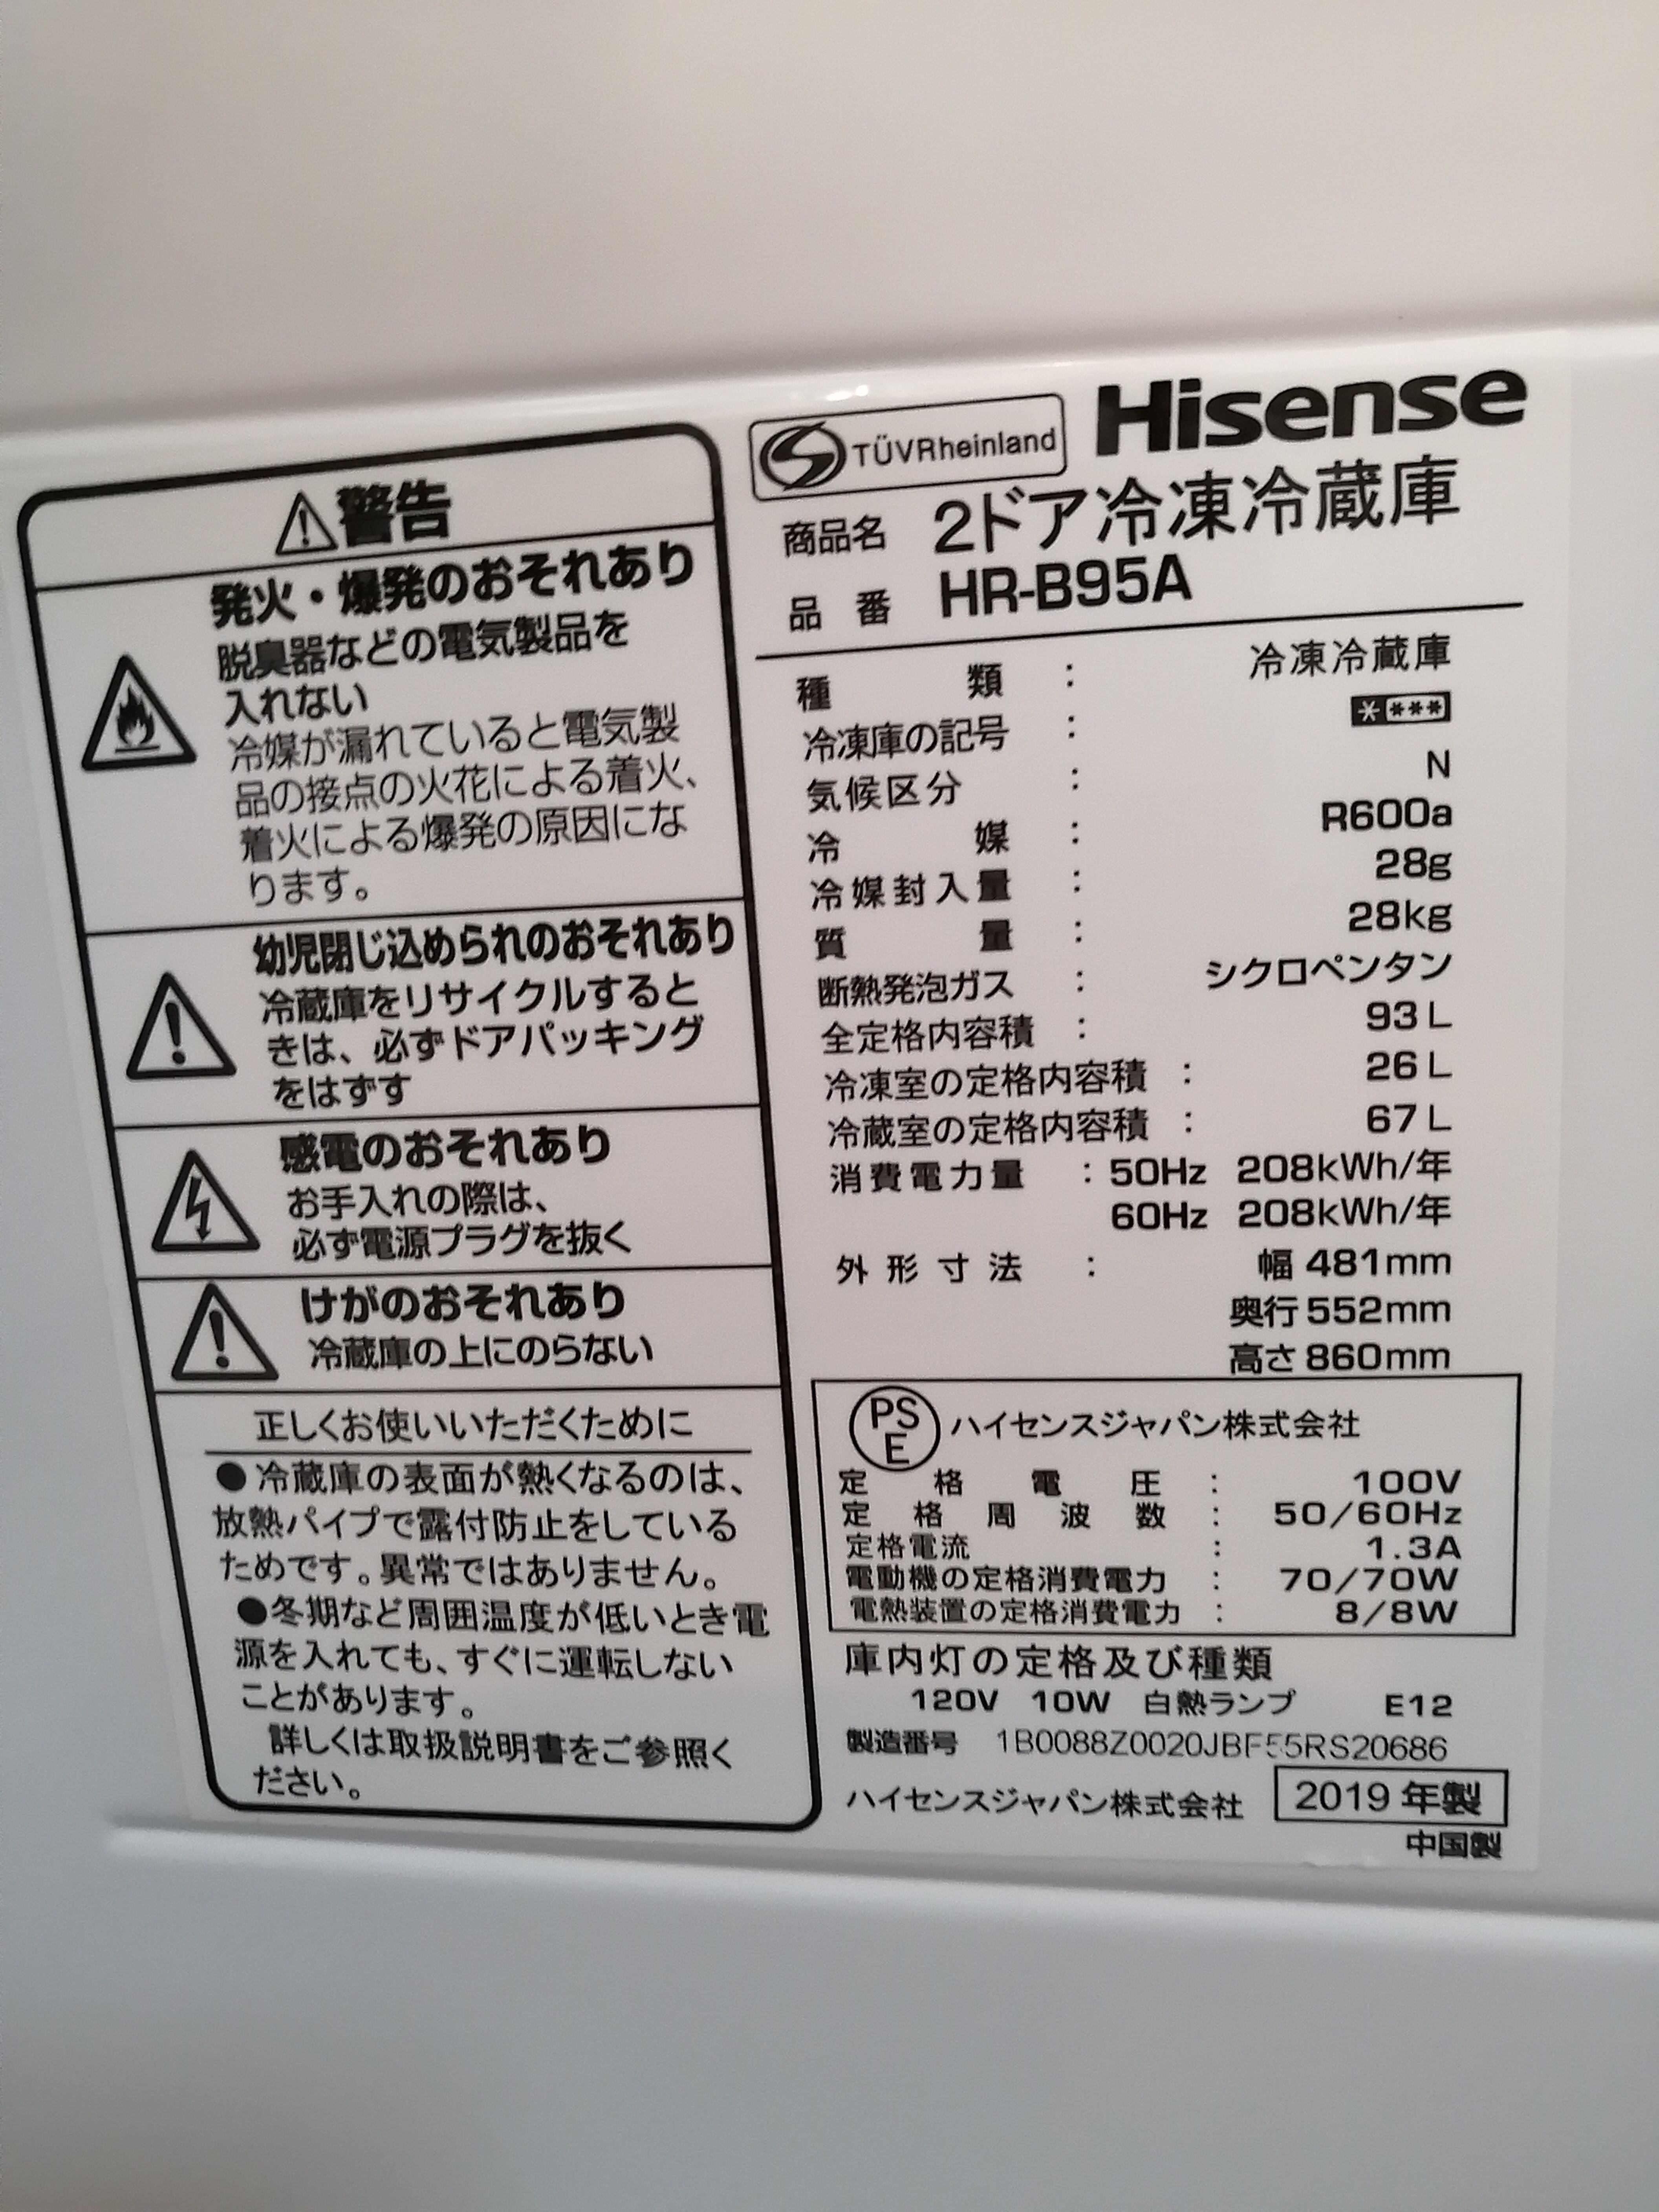 警告
発火・爆発のおそれあり
脱臭器などの電気製品を
入れない
冷媒が漏れていると電気製
品の接点の火花による着火、
着火による爆発の原因にな
ります。
幼児閉じ込められのおそれあり
冷蔵庫をリサイクルすると
きは、必ずドアパッキング
をはずす
感電のおそれあり
お手入れの際は、
必ず電源プラグを抜く
けがのおそれあり
冷蔵庫の上にのらない
正しくお使いいただくために
●冷蔵庫の表面が熱くなるのは、
放熱パイプで露付防止をしている
ためです。異常ではありません。
●冬期など周囲温度が低いとき電
源を入れても、すぐに運転しない
ことがあります。
詳しくは取扱説明書をご参照く
ださい。
TÜVRheinland Hisense
商品名 2ドア冷凍冷蔵庫
品番 HR-B95A
種類 : 冷凍冷蔵庫
冷凍庫の記号 : ****
気候区分 : N
冷媒 : R600a
冷媒封入量 : 28g
質量 : 28kg
断熱発泡ガス : シクロペンタン
全定格内容積 : 93L
冷凍室の定格内容積 : 26L
冷蔵室の定格内容積 : 67L
消費電力量 : 50Hz 208kWh/年
60Hz 208kWh/年
外形寸法 : 幅 481mm
奥行 552mm
高さ 860mm
PS
E ハイセンスジャパン株式会社
定格電圧 : 100V
定格周波数 : 50/60Hz
定格電流 : 1.3A
電動機の定格消費電力 : 70/70W
電熱装置の定格消費電力 : 8/8W
庫内灯の定格及び種類
120V 10W 白熱ランプ E12
製造番号 1B0088Z0020JBF55RS20686
ハイセンスジャパン株式会社 2019 年製
中国製